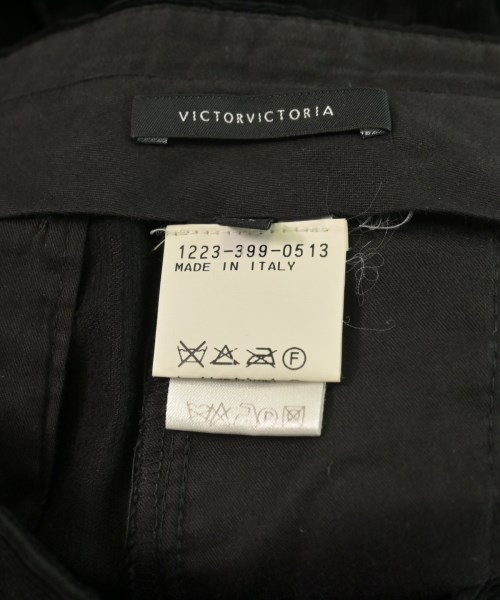 VICTORVICTORIA
1223-399-0513
MADE IN ITALY
F